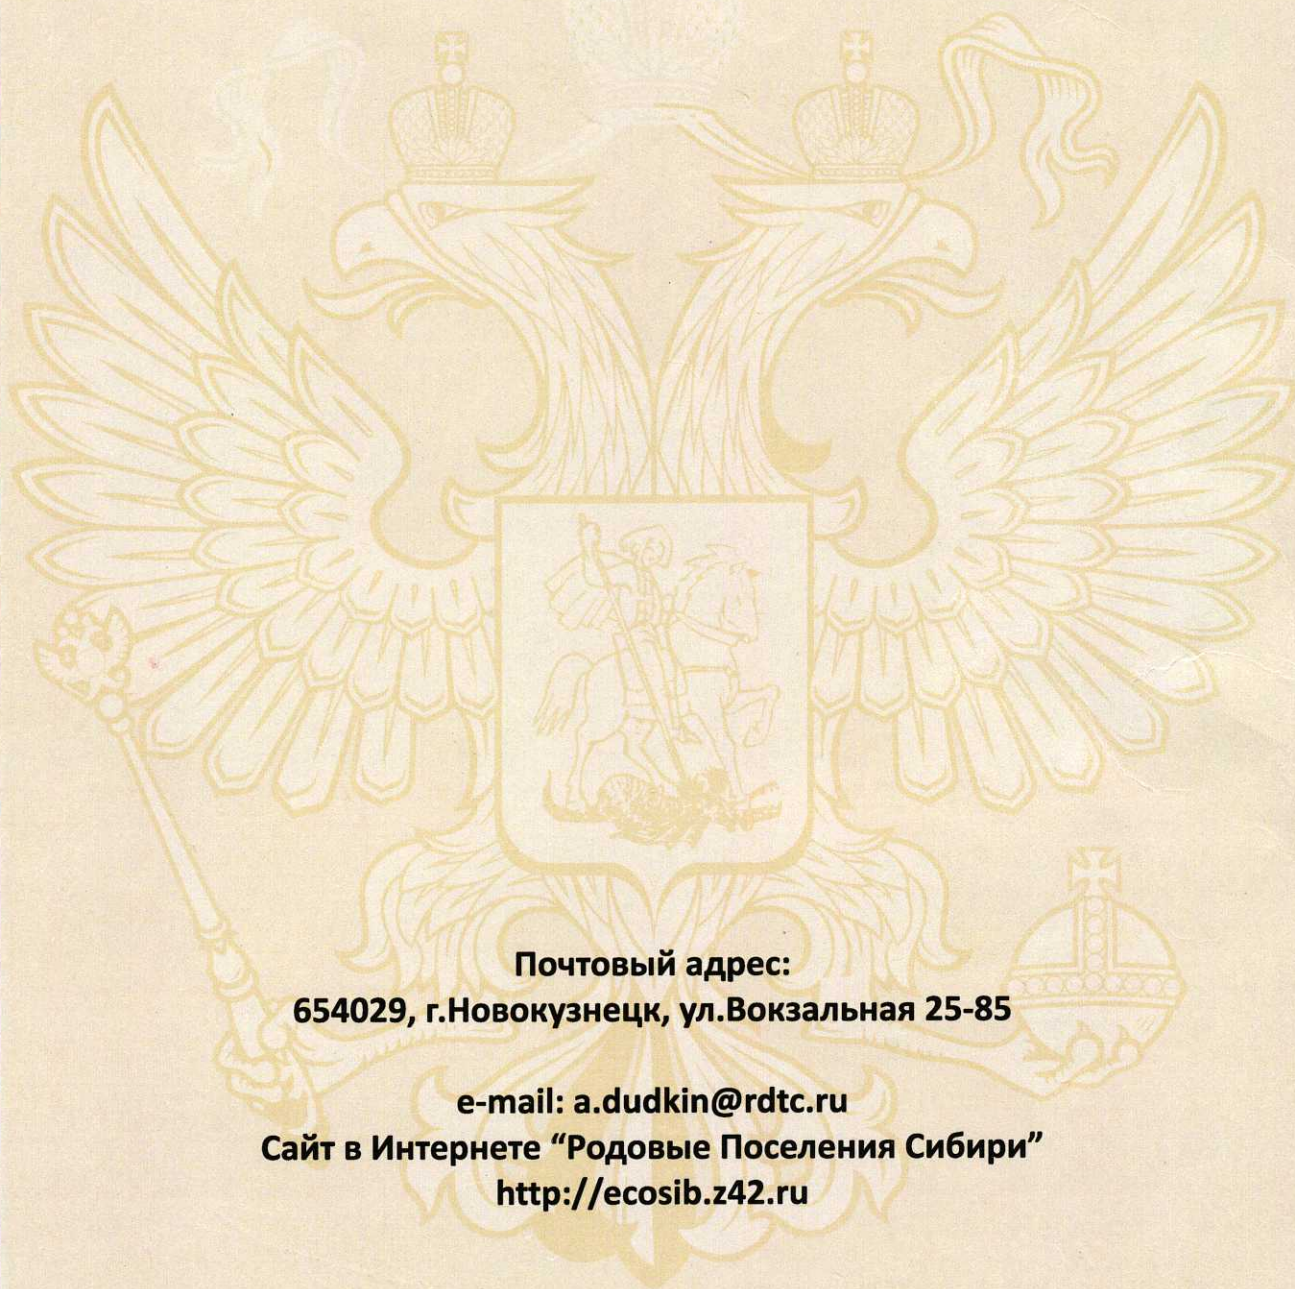 Почтовый адрес:
654029, г.Новокузнецк, ул.Вокзальная 25-85
e-mail: a.dudkin@rdtc.ru
Сайт в Интернете “Родовые Поселения Сибири”
http://ecosib.z42.ru